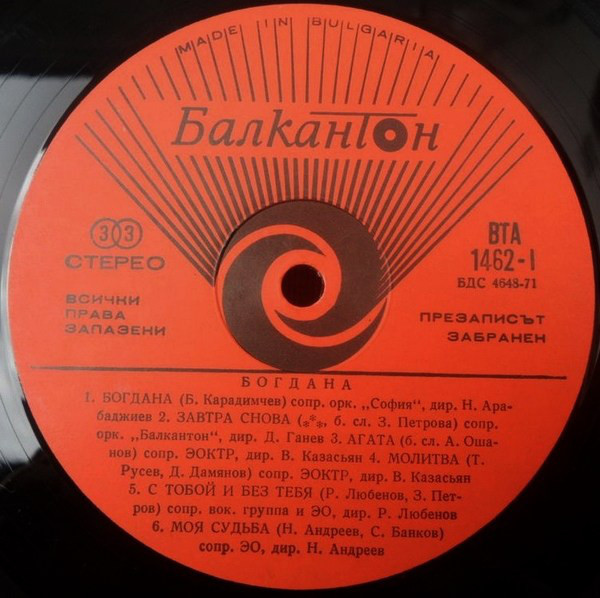 MADE IN BULGARIA
Балкантон
33
СТЕРЕО
ВТА
1462-I
БДС 4648-71
ВСИЧКИ
ПРАВА
ЗАПАЗЕНИ
ПРЕЗАПИСЪТ
ЗАБРАНЕН
БОГДАНА
1. БОГДАНА (Б. Карадимчев) сопр. орк. „София“, дир. Н. Ара-
баджиев 2. ЗАВТРА СНОВА (⁎*⁎, б. сл. З. Петрова) сопр.
орк. „Балкантон“, дир. Д. Ганев 3. АГАТА (б. сл. А. Оша-
нов) сопр. ЭОКТР, дир. В. Казасьян 4. МОЛИТВА (Т.
Русев, Д. Дамянов) сопр. ЭОКТР, дир. В. Казасьян
5. С ТОБОЙ И БЕЗ ТЕБЯ (Р. Любенов, З. Пет-
ров) сопр. вок. группа и ЭО, дир. Р. Любенов
6. МОЯ СУДЬБА (Н. Андреев, С. Банков)
сопр. ЭО, дир. Н. Андреев